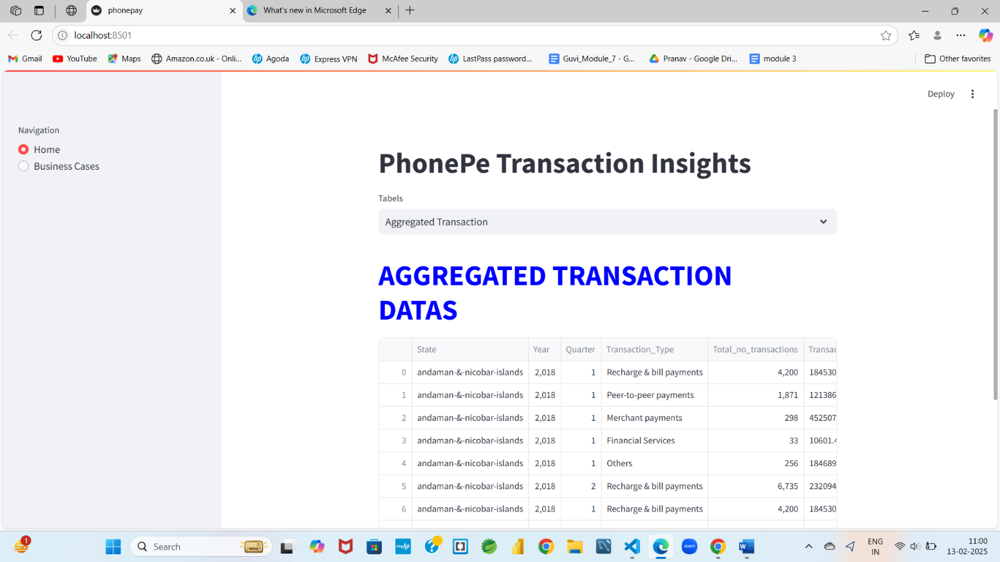 phonepay
What's new in Microsoft Edge
localhost:8501
Gmail YouTube Maps Amazon.co.uk - Onli... Agoda Express VPN McAfee Security LastPass password... Guvi_Module_7 - G... Pranav - Google Dri... module 3 Other favorites
Deploy
Navigation
Home
Business Cases
PhonePe Transaction Insights
Tabels
Aggregated Transaction
AGGREGATED TRANSACTION
DATAS
State Year Quarter Transaction_Type Total_no_transactions Transac
0 andaman-&-nicobar-islands 2,018 1 Recharge & bill payments 4,200 184530
1 andaman-&-nicobar-islands 2,018 1 Peer-to-peer payments 1,871 121386
2 andaman-&-nicobar-islands 2,018 1 Merchant payments 298 452507
3 andaman-&-nicobar-islands 2,018 1 Financial Services 33 10601.4
4 andaman-&-nicobar-islands 2,018 1 Others 256 184689
5 andaman-&-nicobar-islands 2,018 2 Recharge & bill payments 6,735 232094
6 andaman-&-nicobar-islands 2,018 1 Recharge & bill payments 4,200 184530
1
Search
myhp
zoom
W
ENG
IN
11:00
13-02-2025